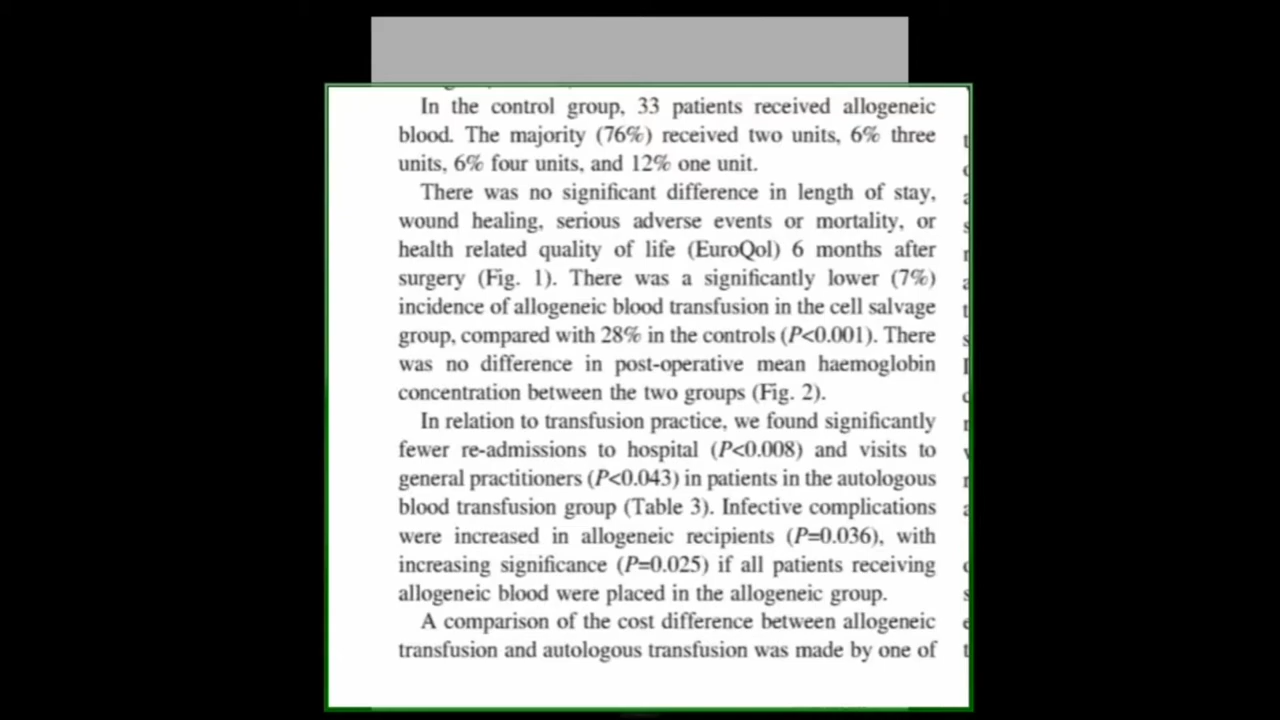 In the control group, 33 patients received allogeneic
blood. The majority (76%) received two units, 6% three
units, 6% four units, and 12% one unit.
There was no significant difference in length of stay,
wound healing, serious adverse events or mortality, or
health related quality of life (EuroQol) 6 months after
surgery (Fig. 1). There was a significantly lower (7%)
incidence of allogeneic blood transfusion in the cell salvage
group, compared with 28% in the controls (P<0.001). There
was no difference in post-operative mean haemoglobin
concentration between the two groups (Fig. 2).
In relation to transfusion practice, we found significantly
fewer re-admissions to hospital (P<0.008) and visits to
general practitioners (P<0.043) in patients in the autologous
blood transfusion group (Table 3). Infective complications
were increased in allogeneic recipients (P=0.036), with
increasing significance (P=0.025) if all patients receiving
allogeneic blood were placed in the allogeneic group.
A comparison of the cost difference between allogeneic
transfusion and autologous transfusion was made by one of